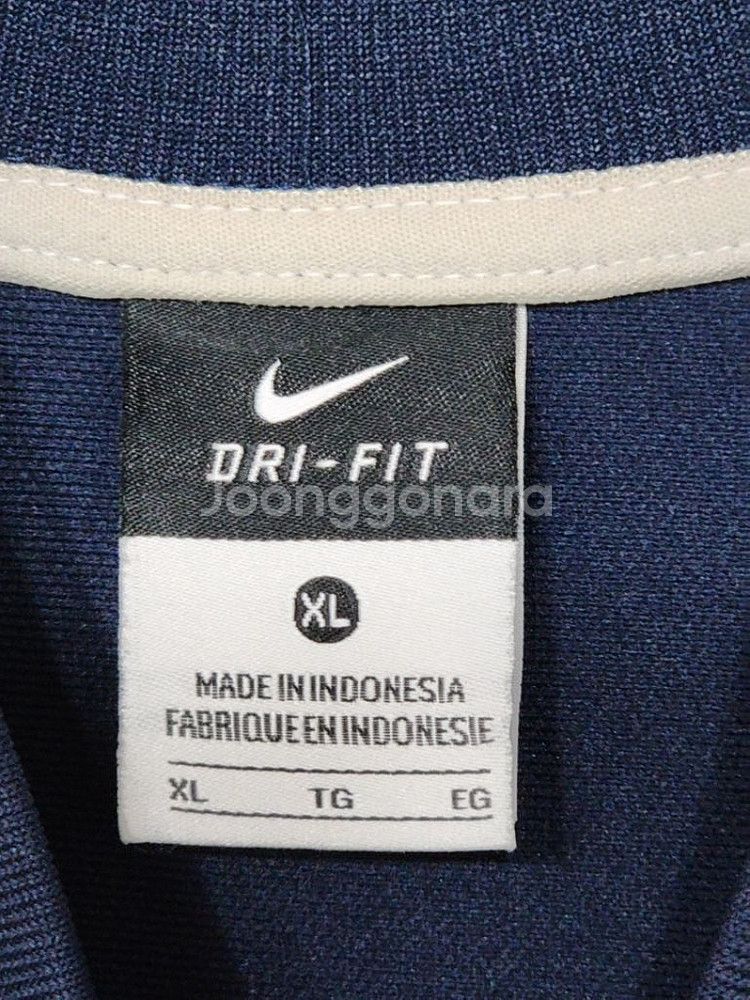 DRI-FIT
Joonggonara
XL
MADE IN INDONESIA
FABRIQUE EN INDONESIE
XL TG EG